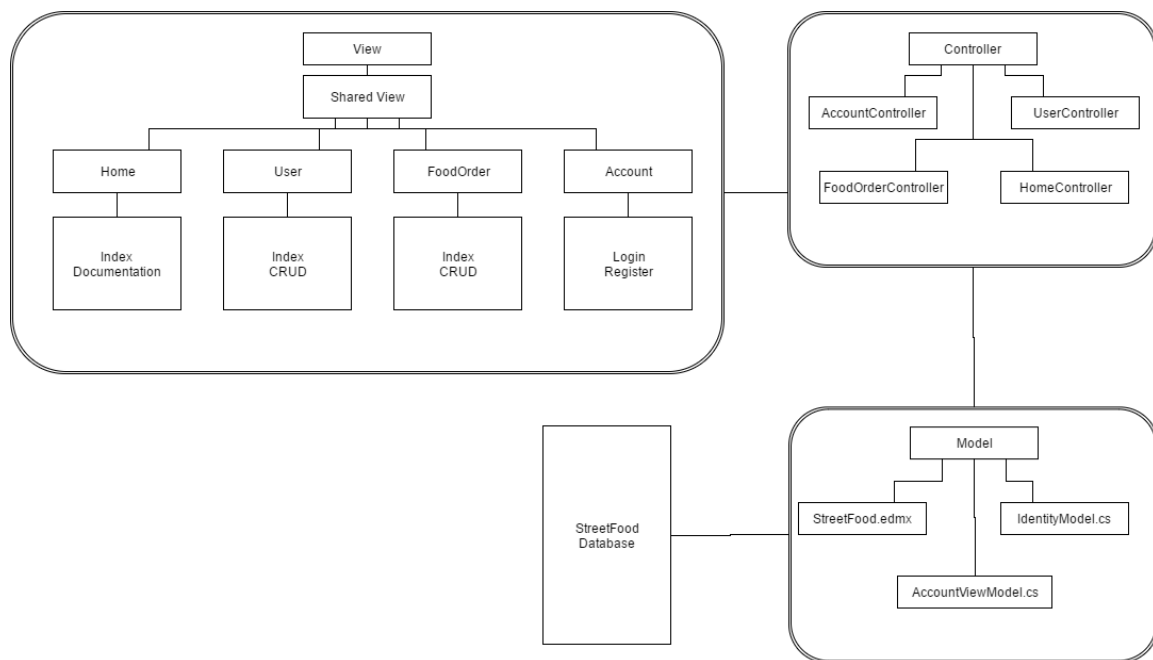 View
Shared View
Home
User
FoodOrder
Account
Index
Documentation
Index
CRUD
Index
CRUD
Login
Register
Controller
AccountController
UserController
FoodOrderController
HomeController
StreetFood
Database
Model
StreetFood.edmx
IdentityModel.cs
AccountViewModel.cs